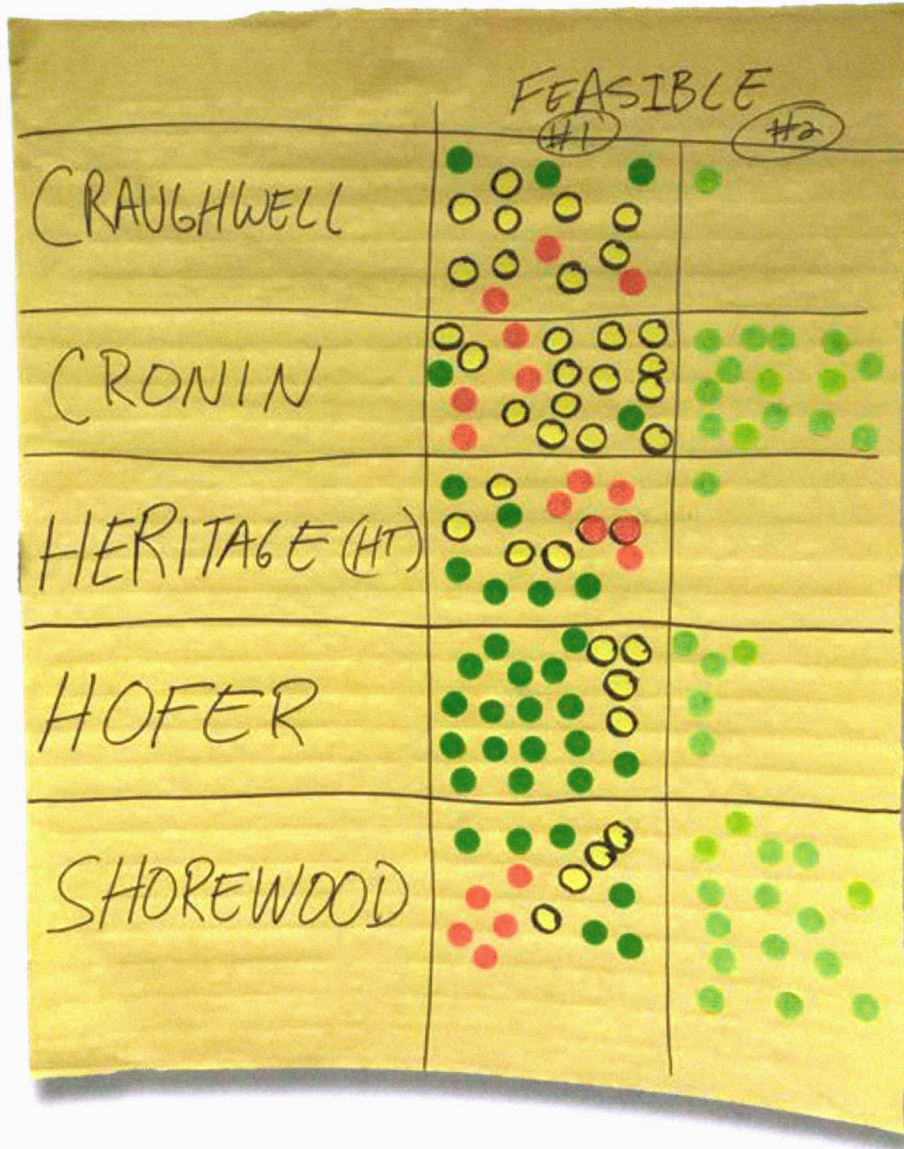 FEASIBLE
#1 #2
CRAUGHWELL
CRONIN
HERITAGE (HT)
HOFER
SHOREWOOD